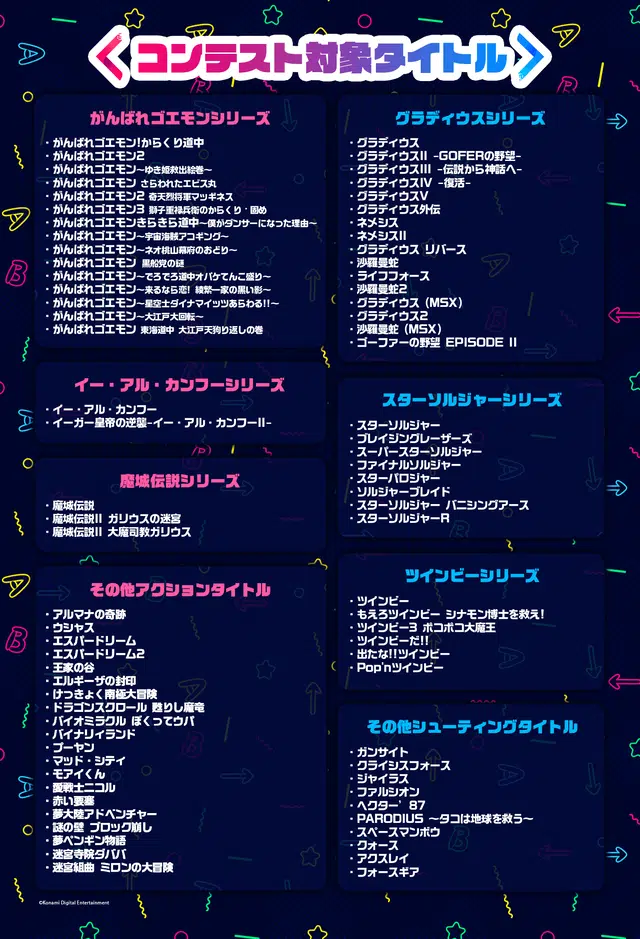 コンテスト対象タイトル
がんばれゴエモンシリーズ
・がんばれゴエモン!からくり道中
・がんばれゴエモン2
・がんばれゴエモン～ゆき姫救出絵巻～
・がんばれゴエモン さらわれたエビス丸
・がんばれゴエモン2 奇天烈将軍マッギネス
・がんばれゴエモン3 獅子重禄兵衛のからくり卍固め
・がんばれゴエモンきらきら道中～僕がダンサーになった理由～
・がんばれゴエモン～宇宙海賊アコギング～
・がんばれゴエモン～ネオ桃山幕府のおどり～
・がんばれゴエモン 黒船党の謎
・がんばれゴエモン～でろでろ道中オバケてんこ盛り～
・がんばれゴエモン～来るなら恋! 綾繁一家の黒い影～
・がんばれゴエモン～星空士ダイナマイッツあらわる!!～
・がんばれゴエモン～大江戸大回転～
・がんばれゴエモン 東海道中 大江戸天狗り返しの巻
イー・アル・カンフーシリーズ
・イー・アル・カンフー
・イーガー皇帝の逆襲-イー・アル・カンフーII-
魔城伝説シリーズ
・魔城伝説
・魔城伝説II ガリウスの迷宮
・魔城伝説II 大魔司教ガリウス
その他アクションタイトル
・アルマナの奇跡
・ウシャス
・エスパードリーム
・エスパードリーム2
・王家の谷
・エルギーザの封印
・けっきょく南極大冒険
・ドラゴンスクロール 甦りし魔竜
・バイオミラクル ぼくってウパ
・バイナリィランド
・プーヤン
・マッド・シティ
・モアイくん
・愛戦士ニコル
・赤い要塞
・夢大陸アドベンチャー
・謎の壁 ブロック崩し
・夢ペンギン物語
・迷宮寺院ダババ
・迷宮組曲 ミロンの大冒険
グラディウスシリーズ
・グラディウス
・グラディウスII -GOFERの野望-
・グラディウスIII -伝説から神話へ-
・グラディウスIV -復活-
・グラディウスV
・グラディウス外伝
・ネメシス
・ネメシスII
・グラディウス リバース
・沙羅曼蛇
・ライフフォース
・沙羅曼蛇2
・グラディウス (MSX)
・グラディウス2
・沙羅曼蛇 (MSX)
・ゴーファーの野望 EPISODE II
スターソルジャーシリーズ
・スターソルジャー
・ブレイジングレーザーズ
・スーパースターソルジャー
・ファイナルソルジャー
・スターパロジャー
・ソルジャーブレイド
・スターソルジャー バニシングアース
・スターソルジャーR
ツインビーシリーズ
・ツインビー
・もえろツインビー シナモン博士を救え!
・ツインビー3 ポコポコ大魔王
・ツインビーだ!!
・出たな!!ツインビー
・Pop'nツインビー
その他シューティングタイトル
・ガンサイト
・クライシスフォース
・ジャイラス
・ファルシオン
・ヘクター’87
・PARODIUS ～タコは地球を救う～
・スペースマンボウ
・クォース
・アクスレイ
・フォースギア
©Konami Digital Entertainment